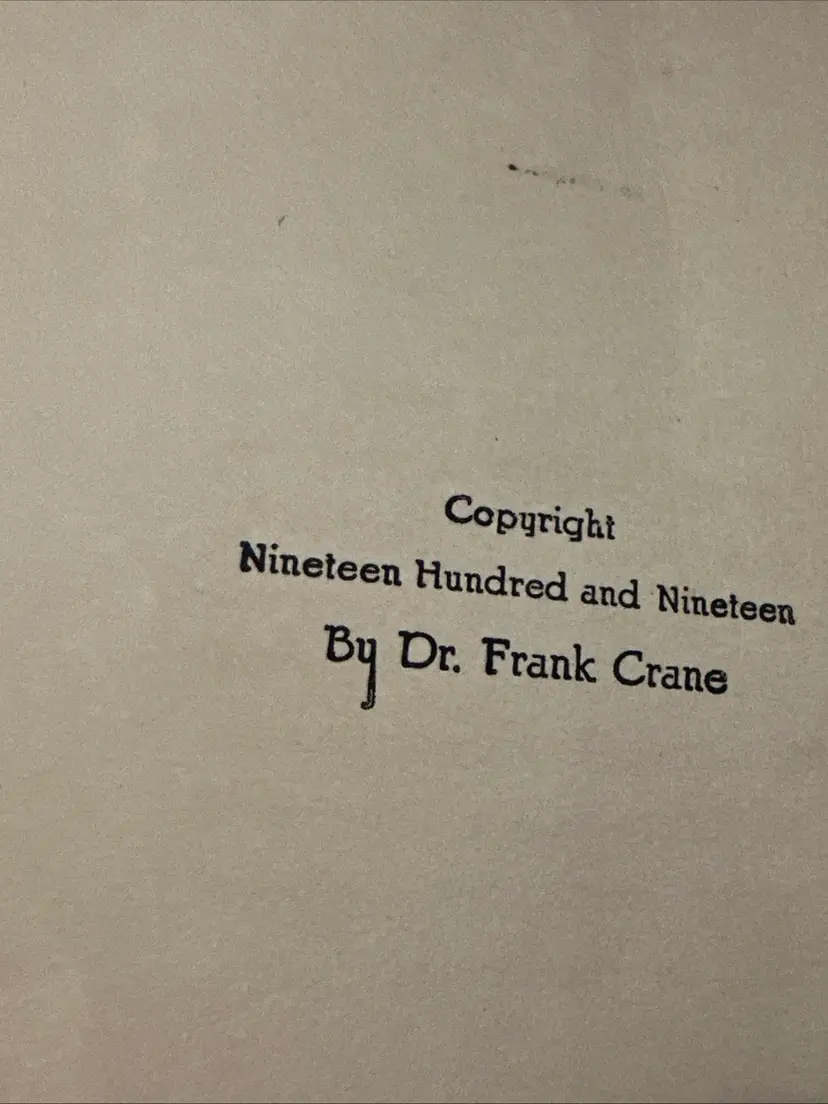 Copyright
Nineteen Hundred and Nineteen
By Dr. Frank Crane